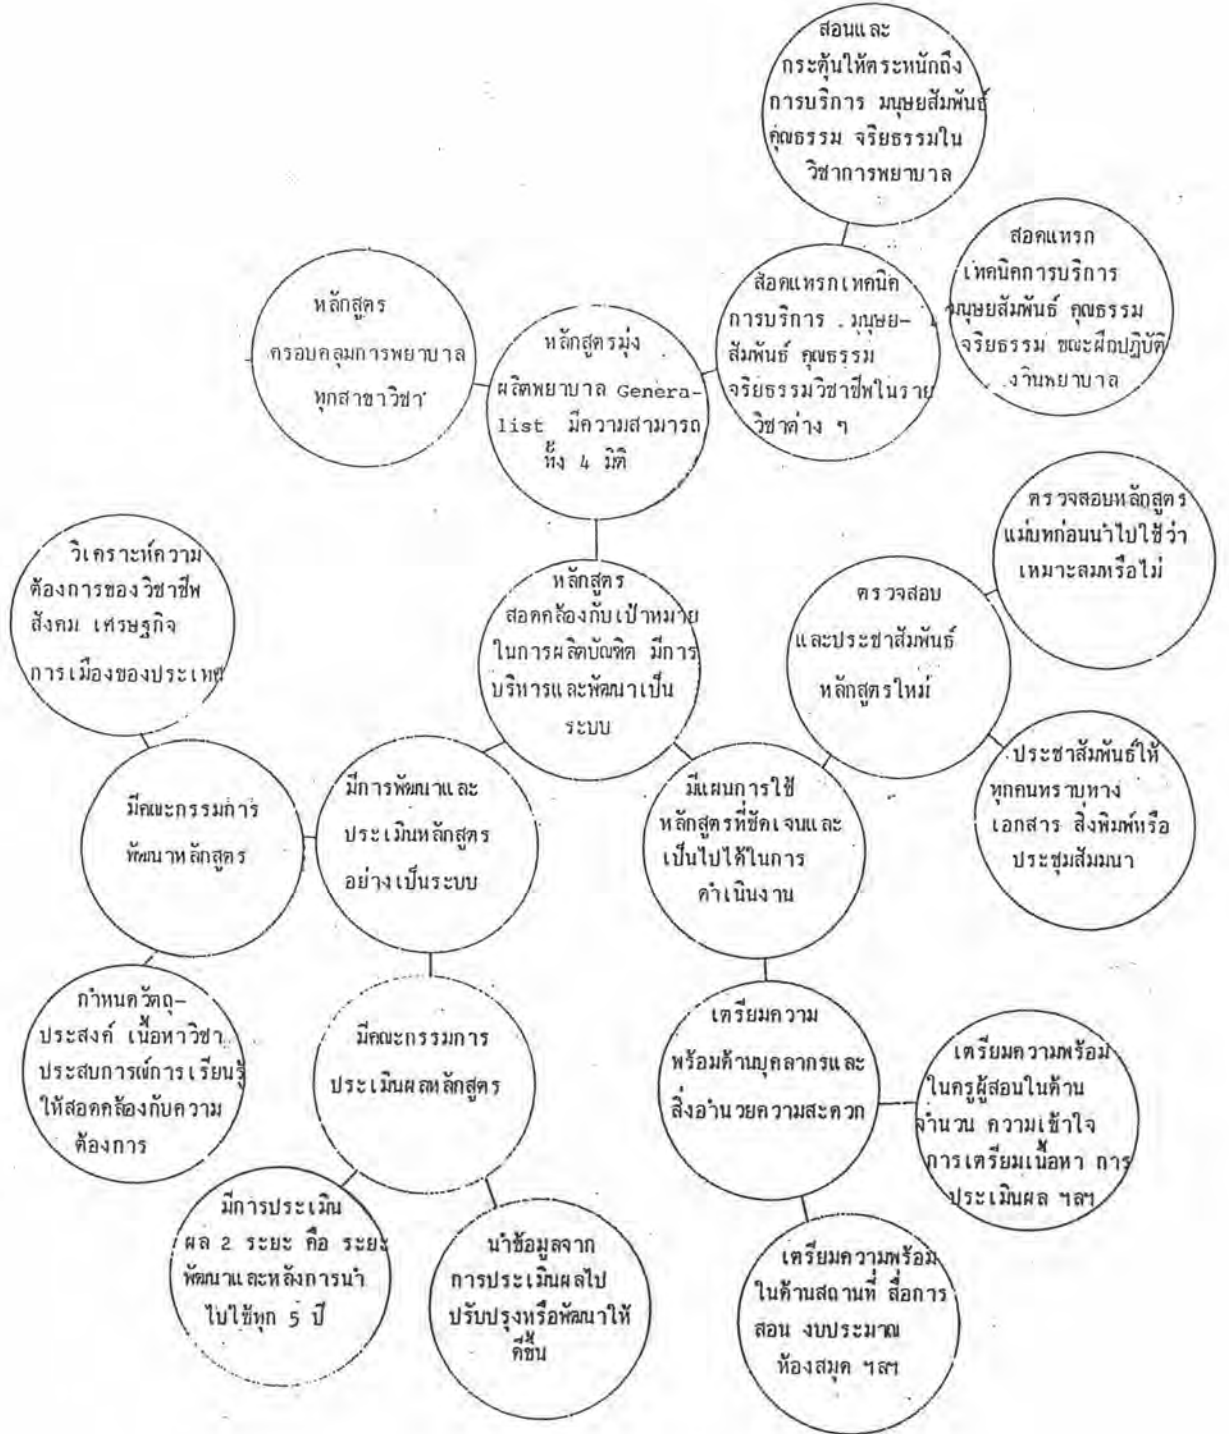 สอนและ
กระตุ้นให้ตระหนักถึง
การบริการ มนุษยสัมพันธ์
คุณธรรม จริยธรรมใน
วิชาการพยาบาล
สอดแทรก
เทคนิคการบริการ
มนุษยสัมพันธ์ คุณธรรม
จริยธรรม ขณะฝึกปฏิบัติ
งานพยาบาล
สอดแทรกเทคนิค
การบริการ มนุษย-
สัมพันธ์ คุณธรรม
จริยธรรมวิชาชีพในราย
วิชาต่าง ๆ
หลักสูตร
ครอบคลุมการพยาบาล
ทุกสาขาวิชา
หลักสูตรมุ่ง
ผลิตพยาบาล Genera-
list มีความสามารถ
ทั้ง 4 มิติ
ตรวจสอบหลักสูตร
แม่บทก่อนนำไปใช้ว่า
เหมาะสมหรือไม่
วิเคราะห์ความ
ต้องการของวิชาชีพ
สังคม เศรษฐกิจ
การเมืองของประเทศ
หลักสูตร
สอดคล้องกับเป้าหมาย
ในการผลิตบัณฑิต มีการ
บริหารและพัฒนาเป็น
ระบบ
ตรวจสอบ
และประชาสัมพันธ์
หลักสูตรใหม่
ประชาสัมพันธ์ให้
ทุกคนทราบทาง
เอกสาร สิ่งพิมพ์หรือ
ประชุมสัมมนา
มีคณะกรรมการ
พัฒนาหลักสูตร
มีการพัฒนาและ
ประเมินหลักสูตร
อย่างเป็นระบบ
มีแผนการใช้
หลักสูตรที่ชัดเจนและ
เป็นไปได้ในการ
ดำเนินงาน
กำหนดวัตถุ-
ประสงค์ เนื้อหาวิชา
ประสบการณ์การเรียนรู้
ให้สอดคล้องกับความ
ต้องการ
มีคณะกรรมการ
ประเมินผลหลักสูตร
เตรียมความ
พร้อมด้านบุคลากรและ
สิ่งอำนวยความสะดวก
เตรียมความพร้อม
ในครูผู้สอนในด้าน
จำนวน ความเข้าใจ
การเตรียมเนื้อหา การ
ประเมินผล ฯลฯ
มีการประเมิน
ผล 2 ระยะ คือ ระยะ
พัฒนาและหลังการนำ
ไปใช้ทุก 5 ปี
นำข้อมูลจาก
การประเมินผลไป
ปรับปรุงหรือพัฒนาให้
ดีขึ้น
เตรียมความพร้อม
ในด้านสถานที่ สื่อการ
สอน งบประมาณ
ห้องสมุด ฯลฯ